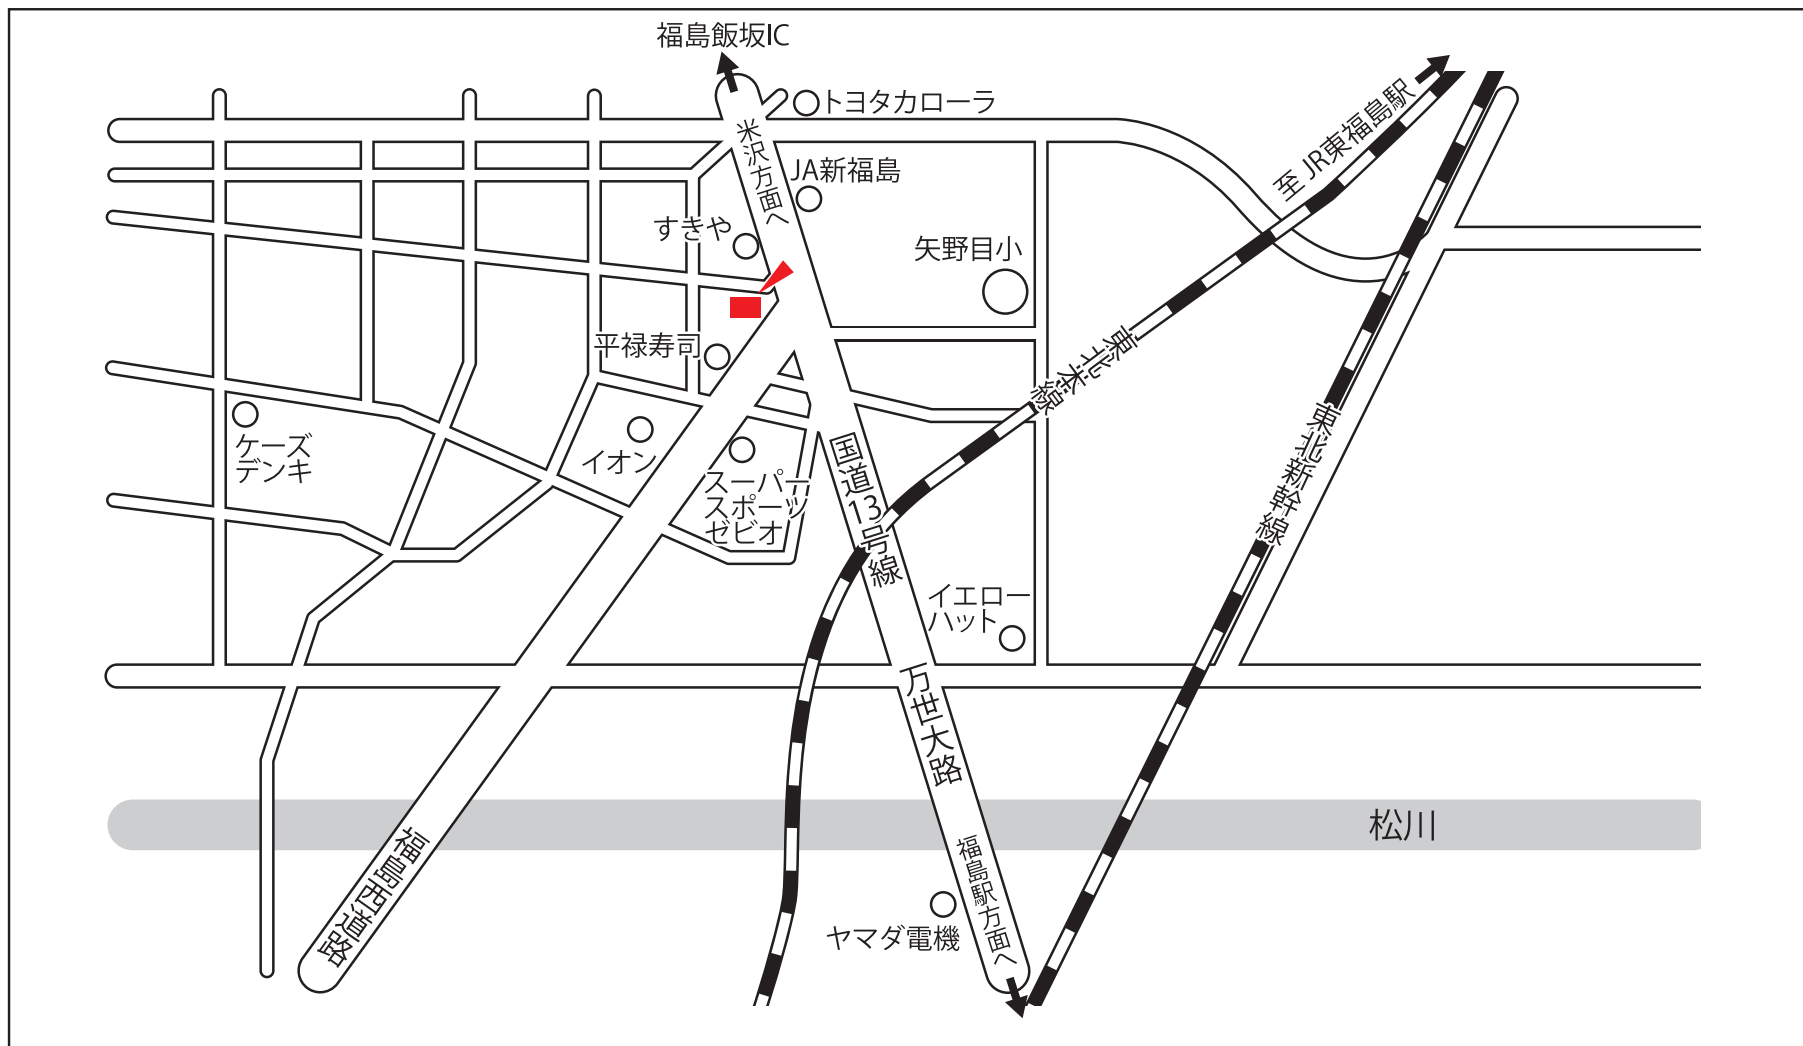 福島飯坂IC
トヨタカローラ
米沢方面へ
JA新福島
至 JR東福島駅
すきや
矢野目小
平禄寿司
東北本線
ケーズ
デンキ
イオン
スーパー
スポーツ
ゼビオ
国道13号線
東北新幹線
イエロー
ハット
万世大路
松川
福島西道路
福島駅方面へ
ヤマダ電機